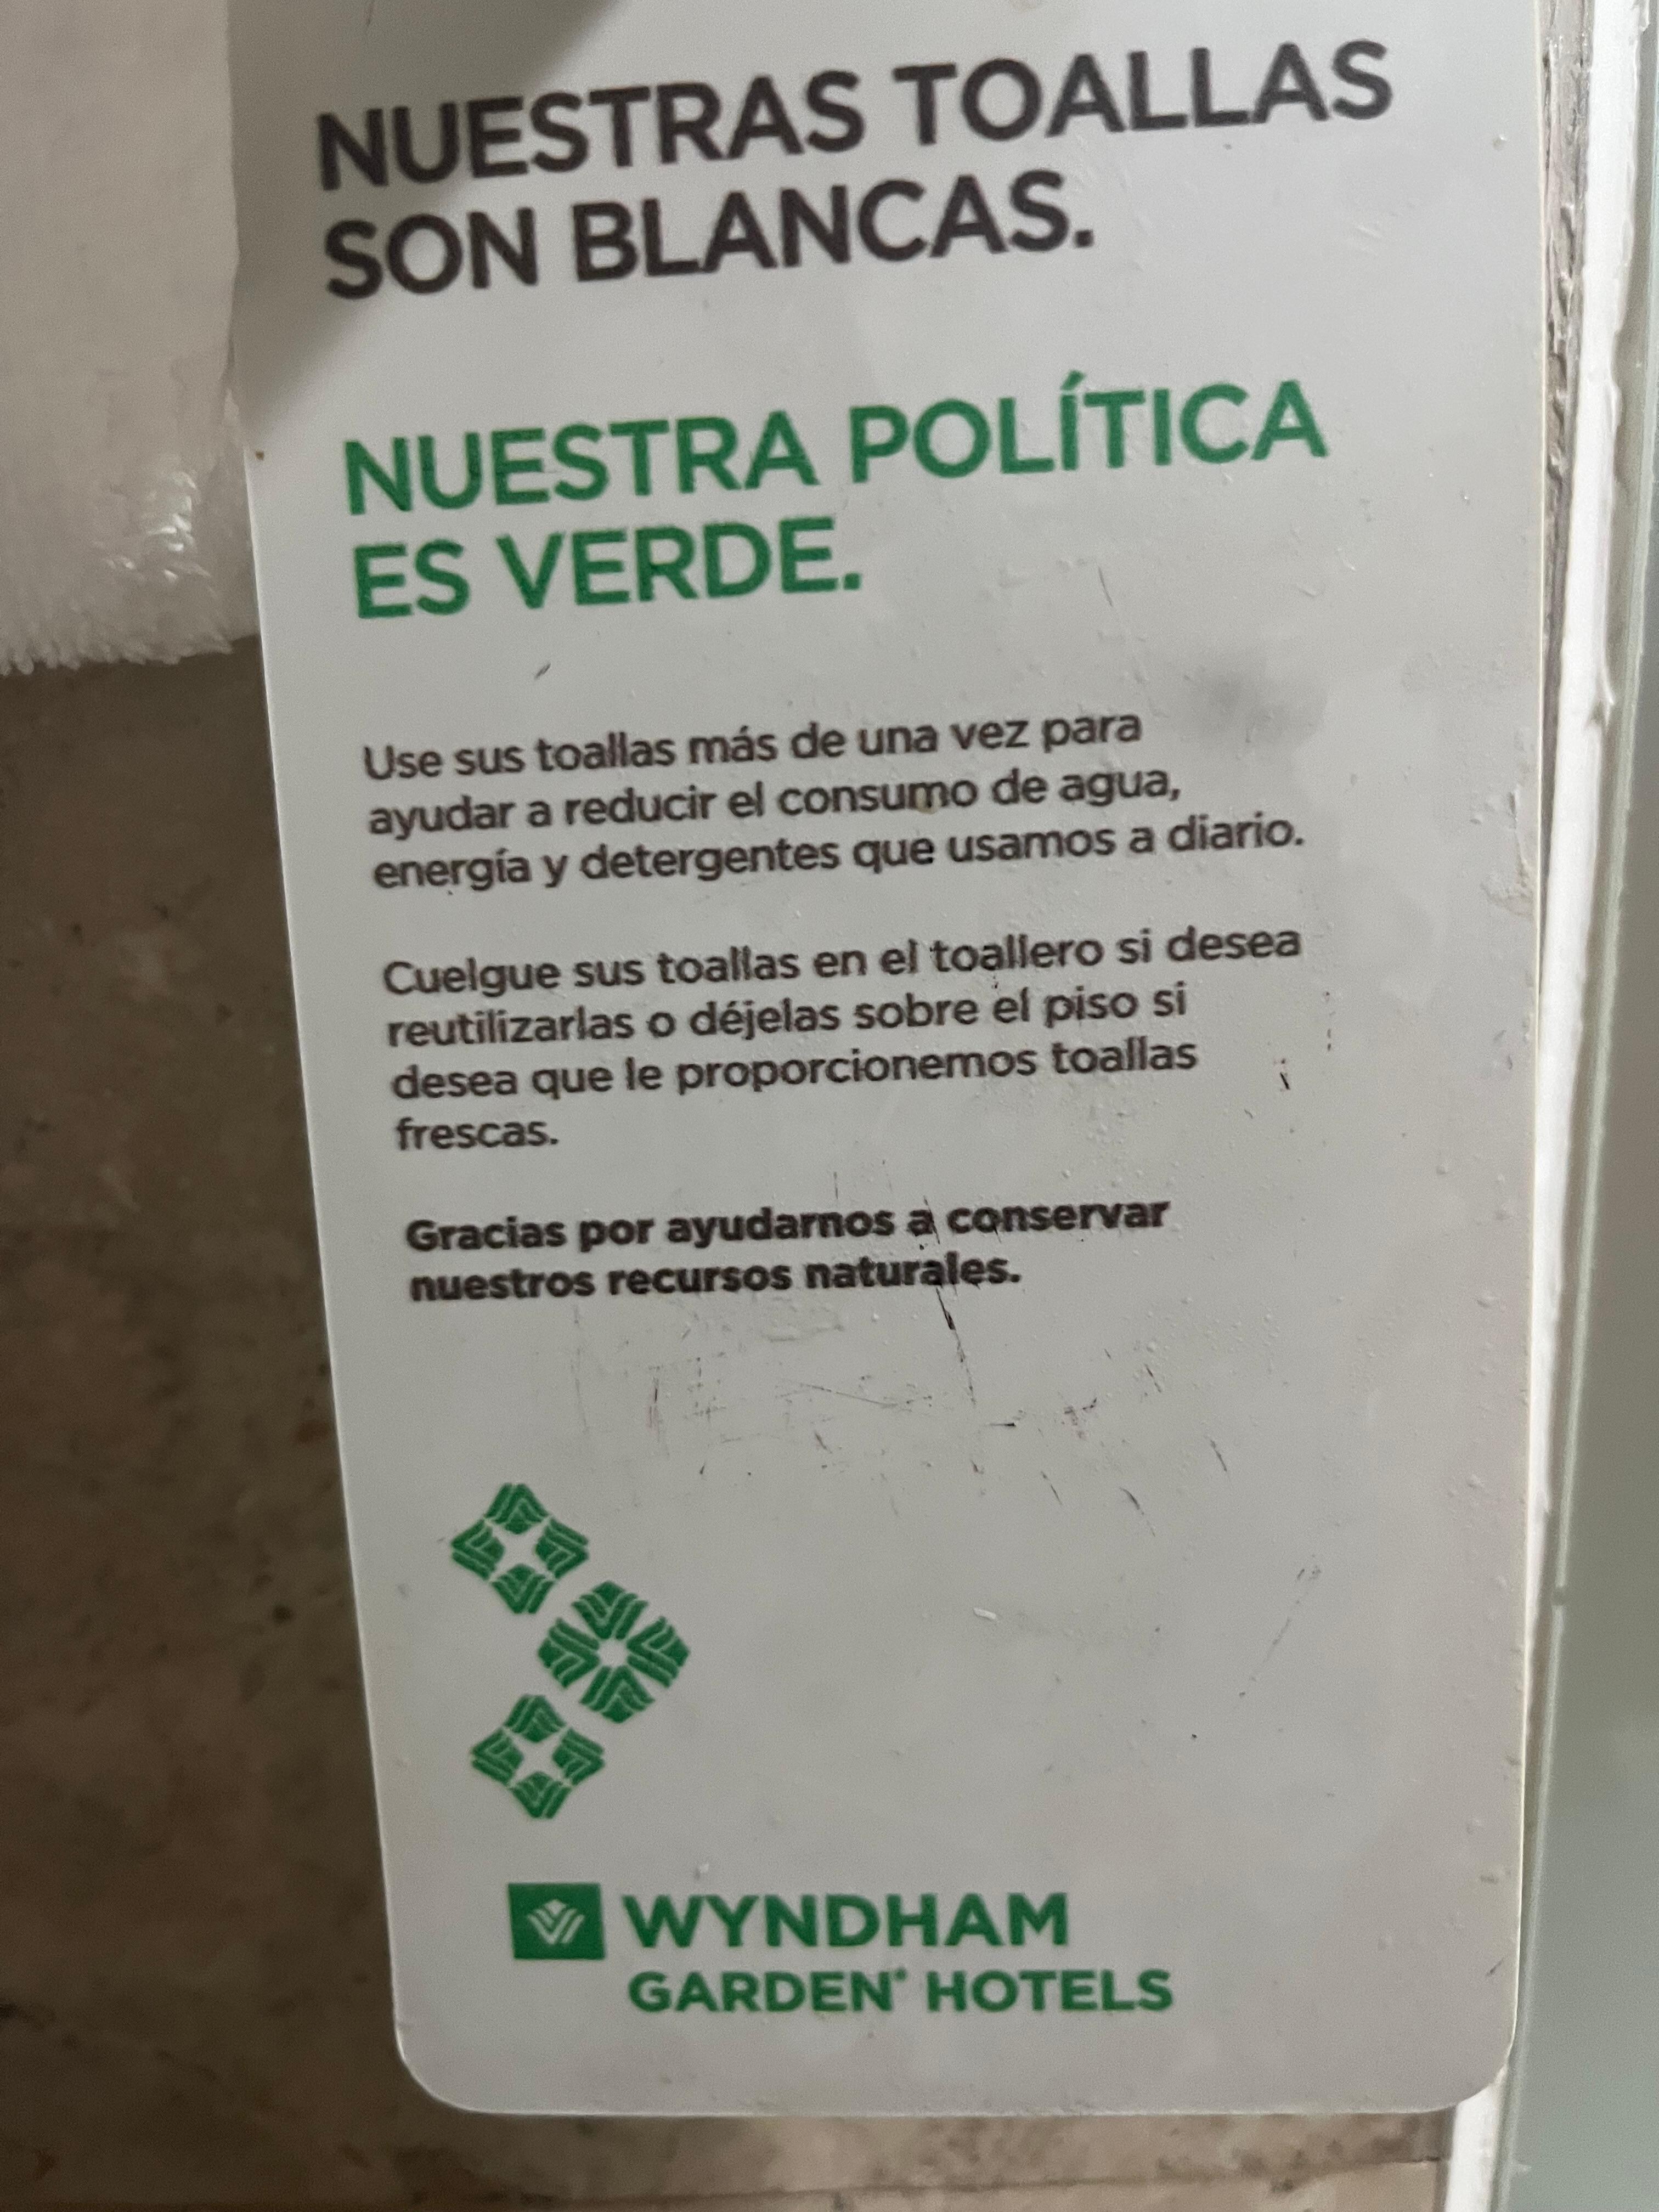 NUESTRAS TOALLAS
SON BLANCAS.
NUESTRA POLÍTICA
ES VERDE.
Use sus toallas más de una vez para
ayudar a reducir el consumo de agua,
energía y detergentes que usamos a diario.
Cuelgue sus toallas en el toallero si desea
reutilizarlas o déjelas sobre el piso si
desea que le proporcionemos toallas
frescas.
Gracias por ayudarnos a conservar
nuestros recursos naturales.
WYNDHAM
GARDEN® HOTELS